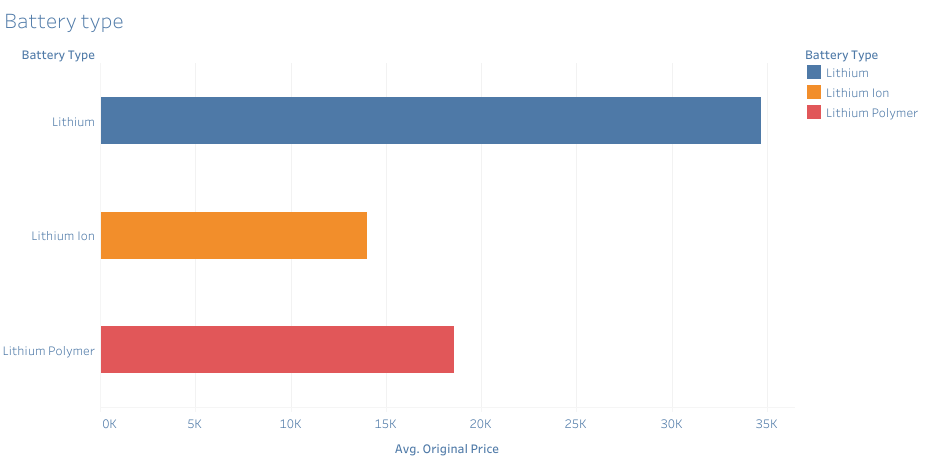 Battery type
Battery Type
Lithium
Lithium Ion
Lithium Polymer
0K 5K 10K 15K 20K 25K 30K 35K
Avg. Original Price
Battery Type
Lithium
Lithium Ion
Lithium Polymer